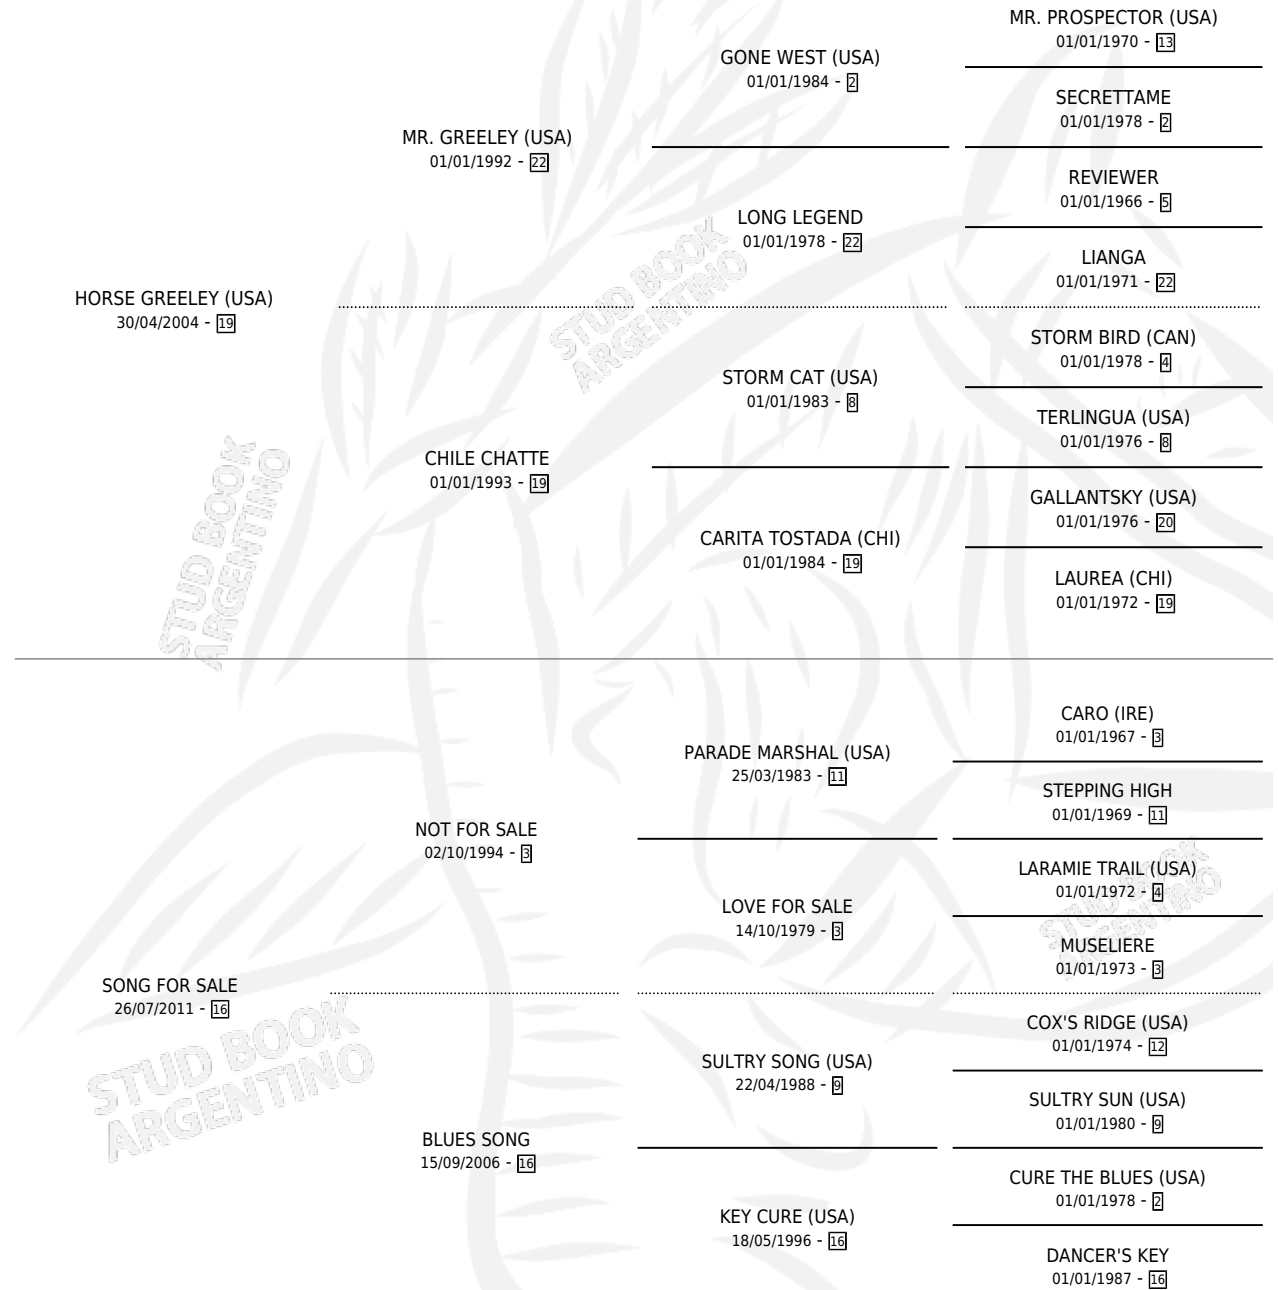 MR. PROSPECTOR (USA)
01/01/1970 - 13
GONE WEST (USA)
01/01/1984 - 2
SECRETTAME
01/01/1978 - 2
MR. GREELEY (USA)
01/01/1992 - 22
REVIEWER
01/01/1966 - 5
LONG LEGEND
01/01/1978 - 22
LIANGA
01/01/1971 - 22
HORSE GREELEY (USA)
30/04/2004 - 19
STORM BIRD (CAN)
01/01/1978 - 4
STORM CAT (USA)
01/01/1983 - 8
TERLINGUA (USA)
01/01/1976 - 8
CHILE CHATTE
01/01/1993 - 19
GALLANTSKY (USA)
01/01/1976 - 20
CARITA TOSTADA (CHI)
01/01/1984 - 19
LAUREA (CHI)
01/01/1972 - 19
CARO (IRE)
01/01/1967 - 3
PARADE MARSHAL (USA)
25/03/1983 - 11
STEPPING HIGH
01/01/1969 - 11
NOT FOR SALE
02/10/1994 - 3
LARAMIE TRAIL (USA)
01/01/1972 - 4
LOVE FOR SALE
14/10/1979 - 3
MUSELIERE
01/01/1973 - 3
SONG FOR SALE
26/07/2011 - 16
COX'S RIDGE (USA)
01/01/1974 - 12
SULTRY SONG (USA)
22/04/1988 - 9
SULTRY SUN (USA)
01/01/1980 - 9
BLUES SONG
15/09/2006 - 16
CURE THE BLUES (USA)
01/01/1978 - 2
KEY CURE (USA)
18/05/1996 - 16
DANCER'S KEY
01/01/1987 - 16
STUD BOOK
ARGENTINO
STUD BOOK
ARGENTINO
STUD BOOK
ARGENTINO
STUD BOOK
ARGENTINO